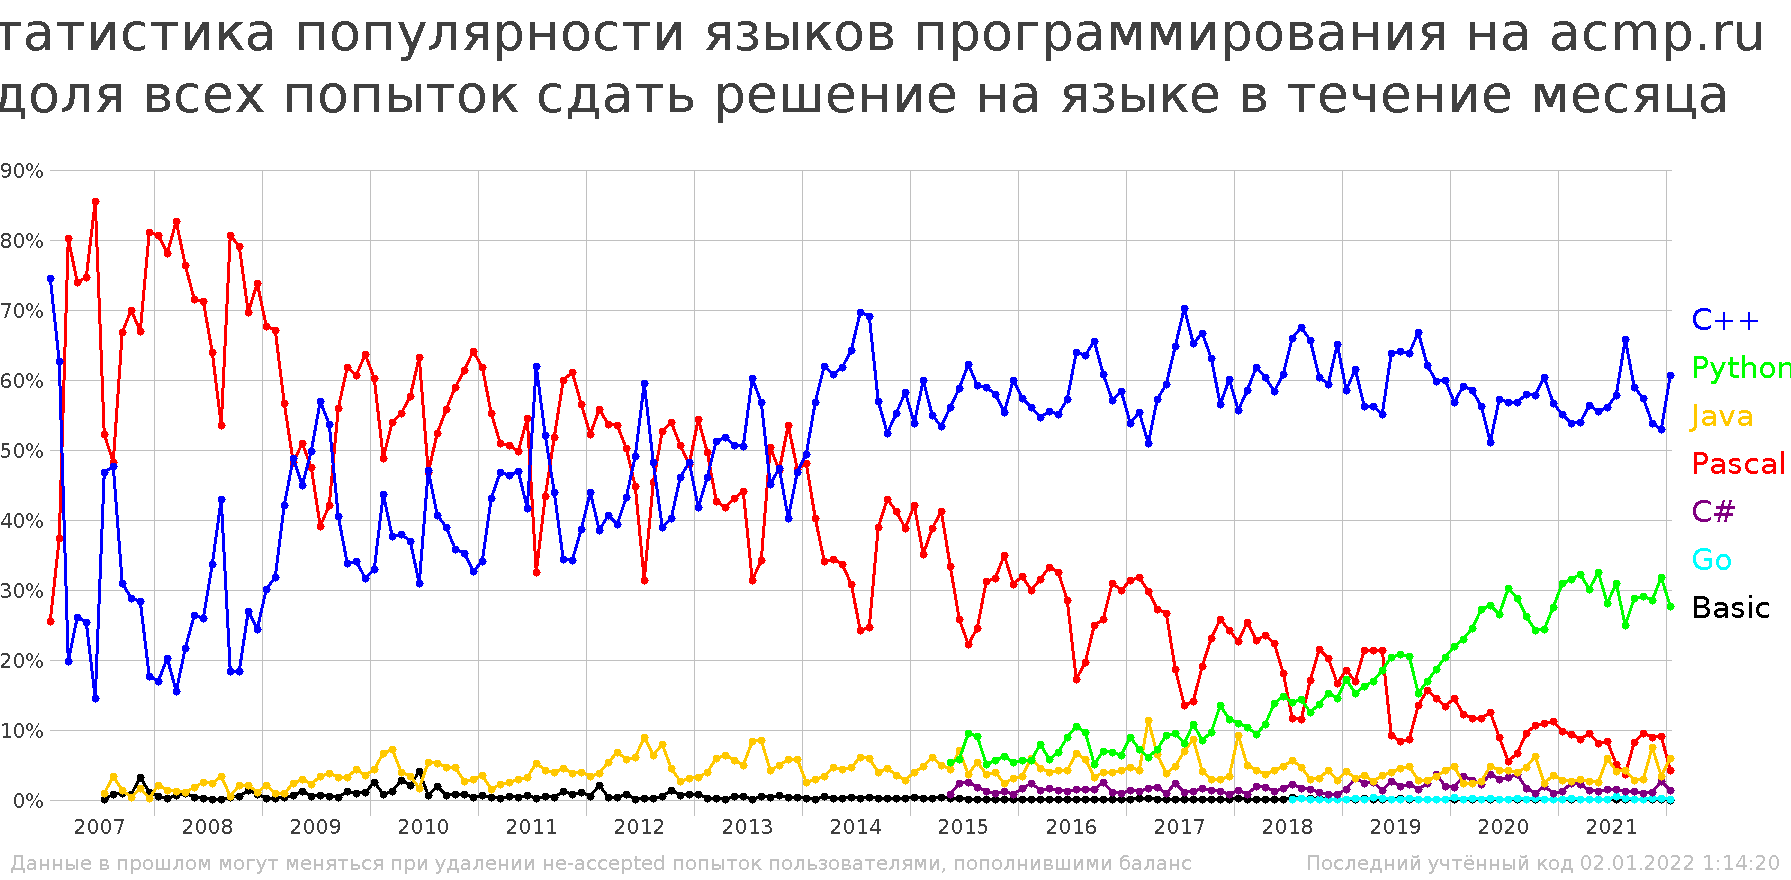 татистика популярности языков программирования на acmp.ru
доля всех попыток сдать решение на языке в течение месяца
90%
80%
70%
60%
50%
40%
30%
20%
10%
0%
C++
Python
Java
Pascal
C#
Go
Basic
2007 2008 2009 2010 2011 2012 2013 2014 2015 2016 2017 2018 2019 2020 2021
Данные в прошлом могут меняться при удалении не-accepted попыток пользователями, пополнившими баланс
Последний учтённый код 02.01.2022 1:14:20